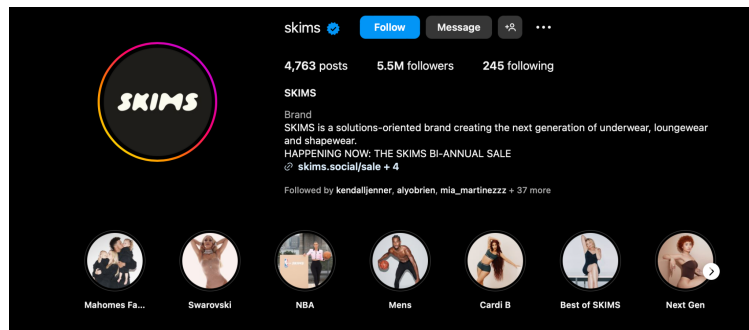 skims Follow Message
4,763 posts 5.5M followers 245 following
SKIMS
SKIMS
Brand
SKIMS is a solutions-oriented brand creating the next generation of underwear, loungewear
and shapewear.
HAPPENING NOW: THE SKIMS BI-ANNUAL SALE
skims.social/sale + 4
Followed by kendalljenner, alyobrien, mia_martinezzz + 37 more
Mahomes Fa... Swarovski NBA Mens Cardi B Best of SKIMS Next Gen